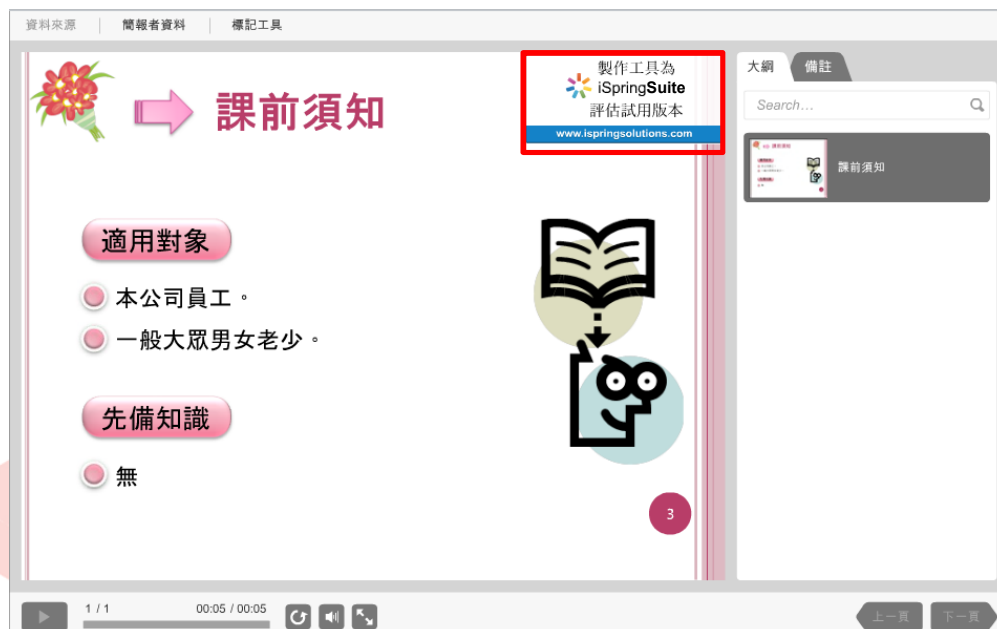 資料來源
簡報者資料
標記工具
課前須知
製作工具為
iSpringSuite
評估試用版本
www.ispringsolutions.com
適用對象
本公司員工。
一般大眾男女老少。
先備知識
無
3
大綱
備註
Search...
課前須知
1 / 1
00:05 / 00:05
上一頁
下一頁